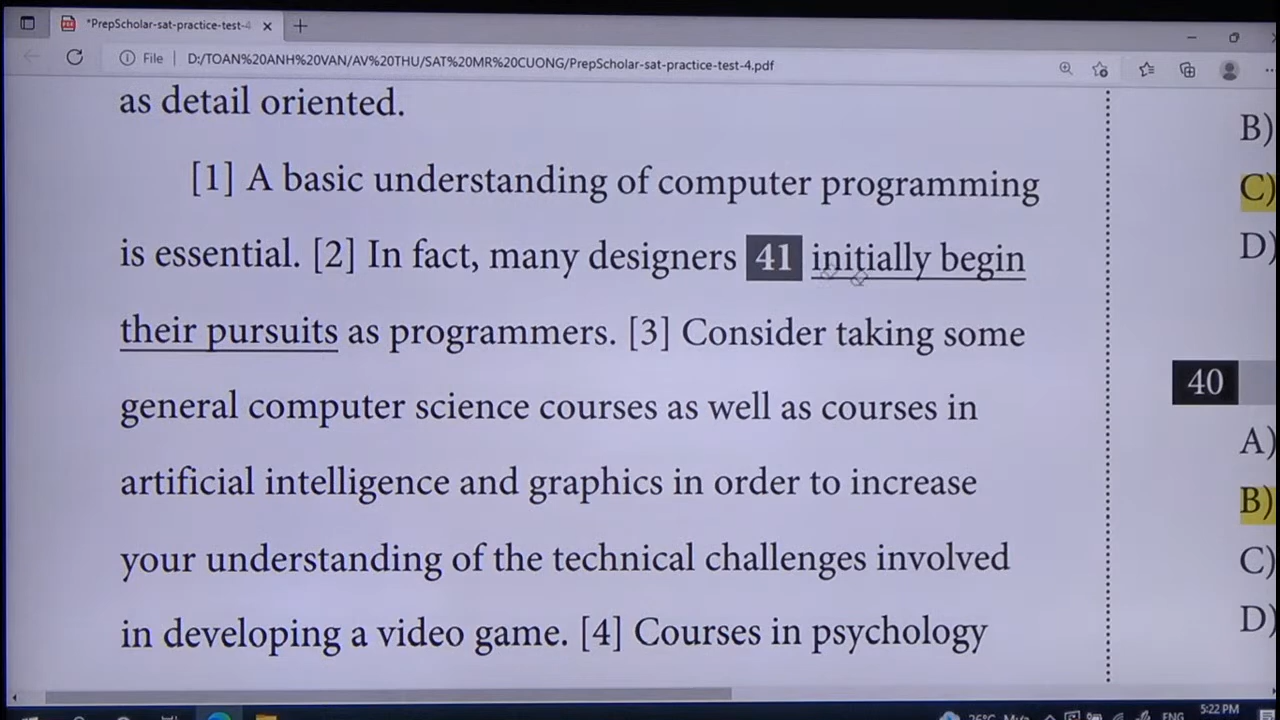 *PrepScholar-sat-practice-test-4
File
D:/TOAN%20ANH%20VAN/AV%20THU/SAT%20MR%20CUONG/PrepScholar-sat-practice-test-4.pdf
as detail oriented.
[1] A basic understanding of computer programming
is essential. [2] In fact, many designers 41 initially begin
their pursuits as programmers. [3] Consider taking some
general computer science courses as well as courses in
artificial intelligence and graphics in order to increase
your understanding of the technical challenges involved
in developing a video game. [4] Courses in psychology
B)
C)
D)
40
A)
B)
C)
D)
ENG
5:22 PM